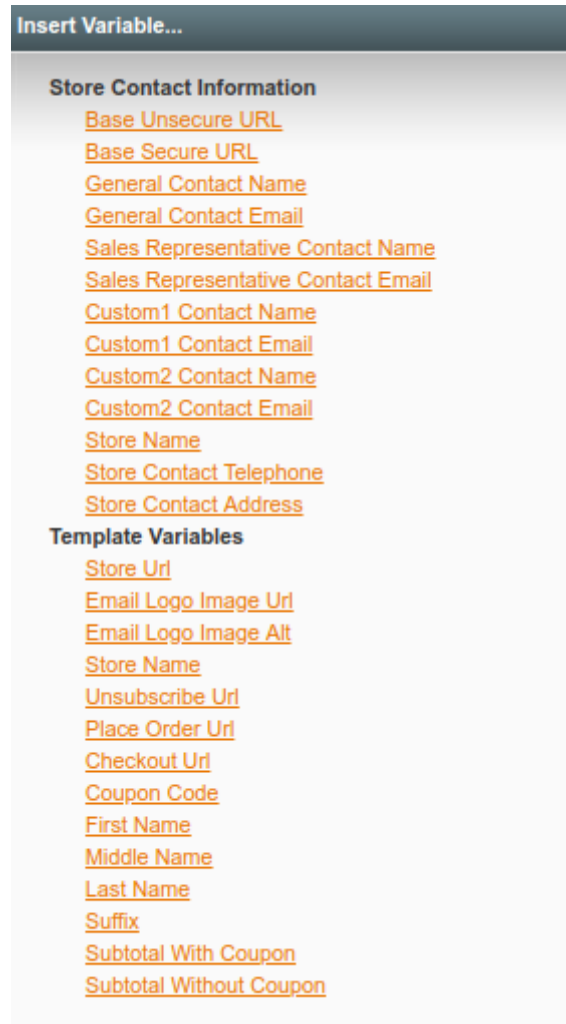 Insert Variable...
Store Contact Information
Base Unsecure URL
Base Secure URL
General Contact Name
General Contact Email
Sales Representative Contact Name
Sales Representative Contact Email
Custom1 Contact Name
Custom1 Contact Email
Custom2 Contact Name
Custom2 Contact Email
Store Name
Store Contact Telephone
Store Contact Address
Template Variables
Store Url
Email Logo Image Url
Email Logo Image Alt
Store Name
Unsubscribe Url
Place Order Url
Checkout Url
Coupon Code
First Name
Middle Name
Last Name
Suffix
Subtotal With Coupon
Subtotal Without Coupon